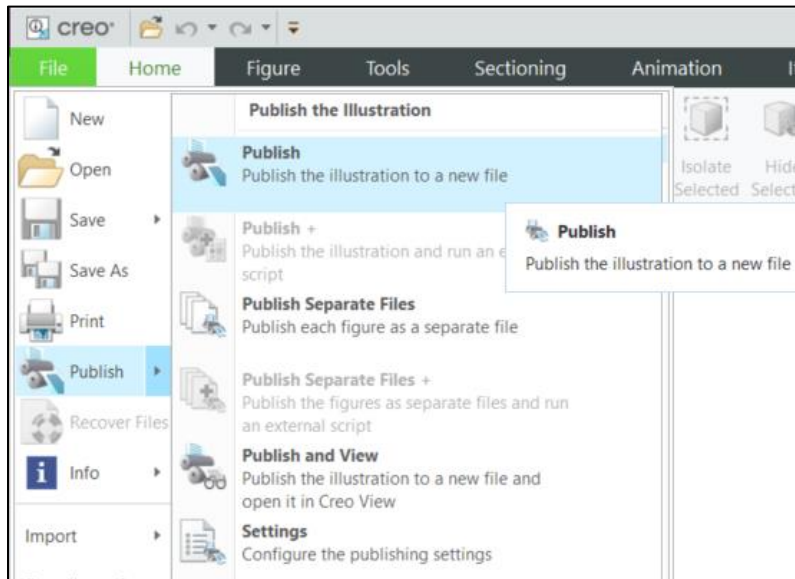 creo
File Home Figure Tools Sectioning Animation
New
Open
Save
Save As
Print
Publish
Recover Files
Info
Import
Publish the Illustration
Publish
Publish the illustration to a new file
Publish +
Publish the illustration and run an
script
Publish Separate Files
Publish each figure as a separate file
Publish Separate Files +
Publish the figures as separate files and run
an external script
Publish and View
Publish the illustration to a new file and
open it in Creo View
Settings
Configure the publishing settings
Publish
Publish the illustration to a new file
Isolate
Selected